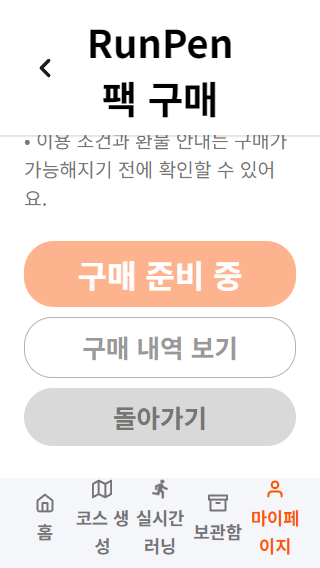 RunPen
팩 구매
• 이용 조건과 환불 안내는 구매가
가능해지기 전에 확인할 수 있어
요.
구매 준비 중
구매 내역 보기
돌아가기
홈
코스 생
성
실시간
러닝
보관함
마이페
이지